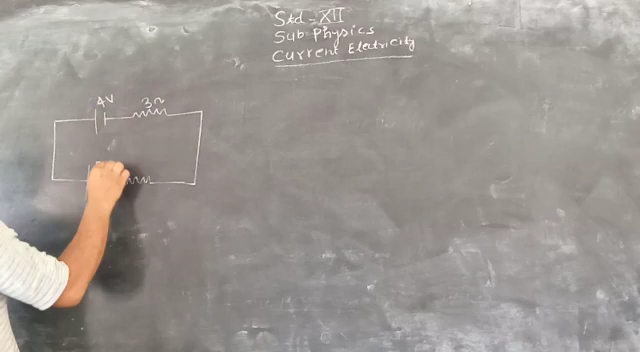 Std - XII
Sub Physics
Current Electricity
4V 3Ω